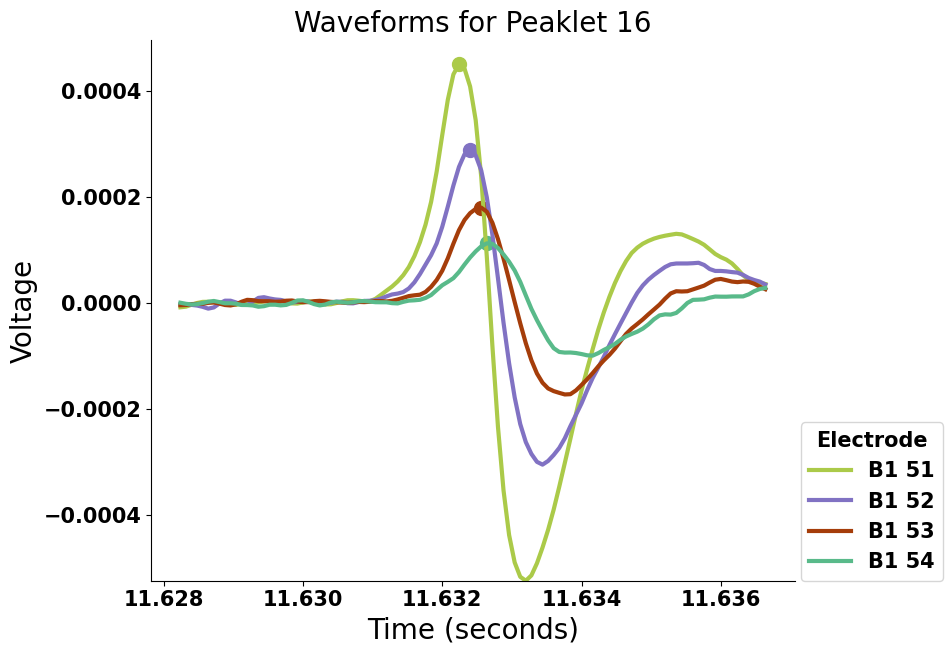 Waveforms for Peaklet 16
Voltage
0.0004
0.0002
0.0000
−0.0002
−0.0004
11.628 11.630 11.632 11.634 11.636
Time (seconds)
Electrode
B1 51
B1 52
B1 53
B1 54